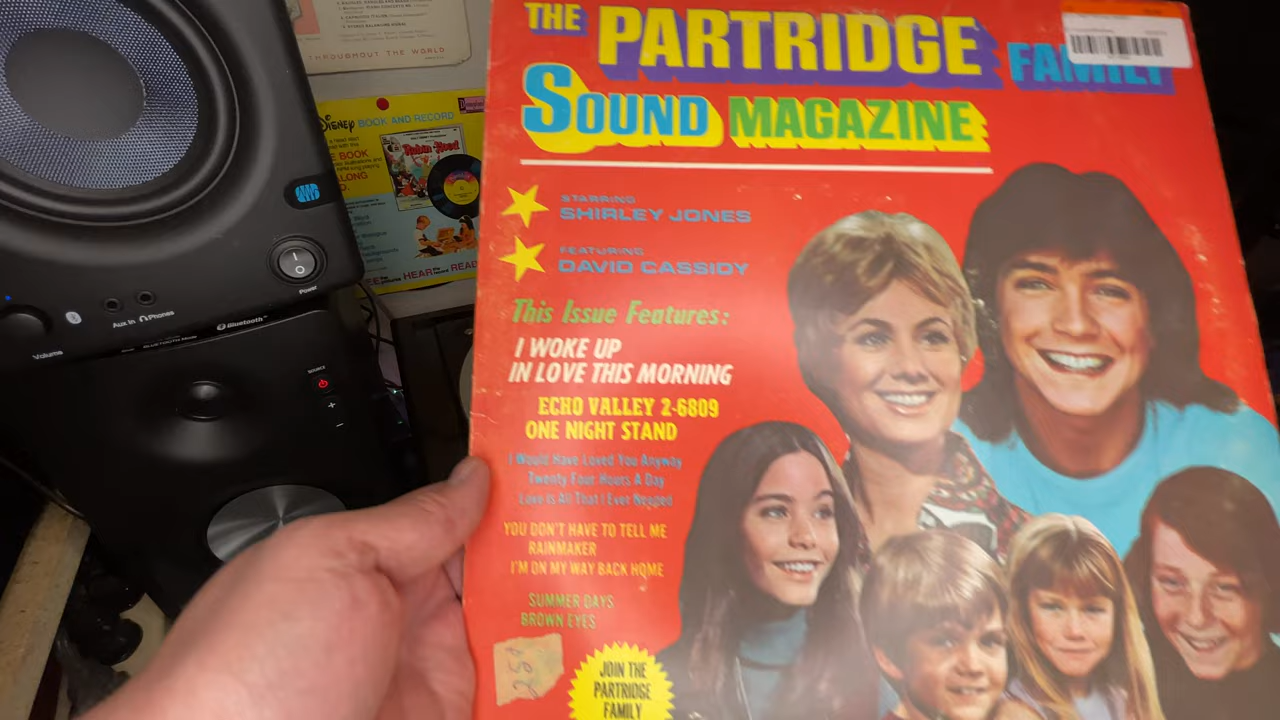 THROUGHOUT THE WORLD
Disney BOOK AND RECORD
BOOK
Robin Hood
HEAR
READ
Power
Aux In
Phones
Volume
Bluetooth
SOURCE
+
-
THE PARTRIDGE FAMILY
SOUND MAGAZINE
STARRING
SHIRLEY JONES
FEATURING
DAVID CASSIDY
This Issue Features:
I WOKE UP
IN LOVE THIS MORNING
ECHO VALLEY 2-6809
ONE NIGHT STAND
I Would Have Loved You Anyway
Twenty Four Hours A Day
Love Is All That I Ever Needed
YOU DON'T HAVE TO TELL ME
RAINMAKER
I'M ON MY WAY BACK HOME
SUMMER DAYS
BROWN EYES
JOIN THE
PARTRIDGE
FAMILY